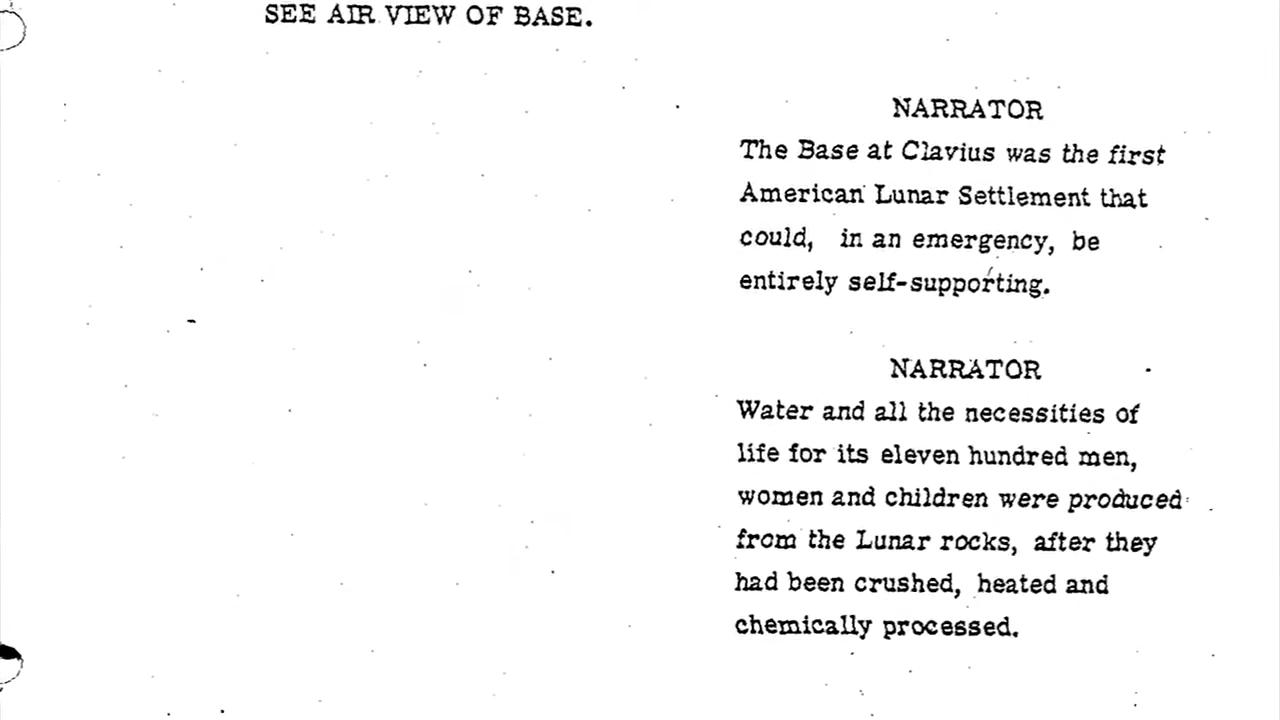 SEE AIR VIEW OF BASE.
NARRATOR
The Base at Clavius was the first
American Lunar Settlement that
could, in an emergency, be
entirely self-supporting.
NARRATOR
Water and all the necessities of
life for its eleven hundred men,
women and children were produced
from the Lunar rocks, after they
had been crushed, heated and
chemically processed.